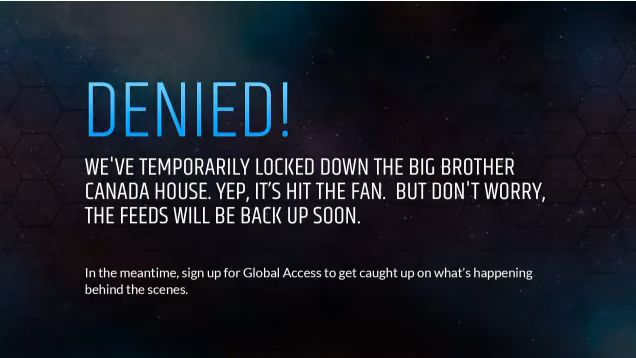 DENIED!
WE'VE TEMPORARILY LOCKED DOWN THE BIG BROTHER
CANADA HOUSE. YEP, IT'S HIT THE FAN. BUT DON'T WORRY,
THE FEEDS WILL BE BACK UP SOON.
In the meantime, sign up for Global Access to get caught up on what's happening
behind the scenes.